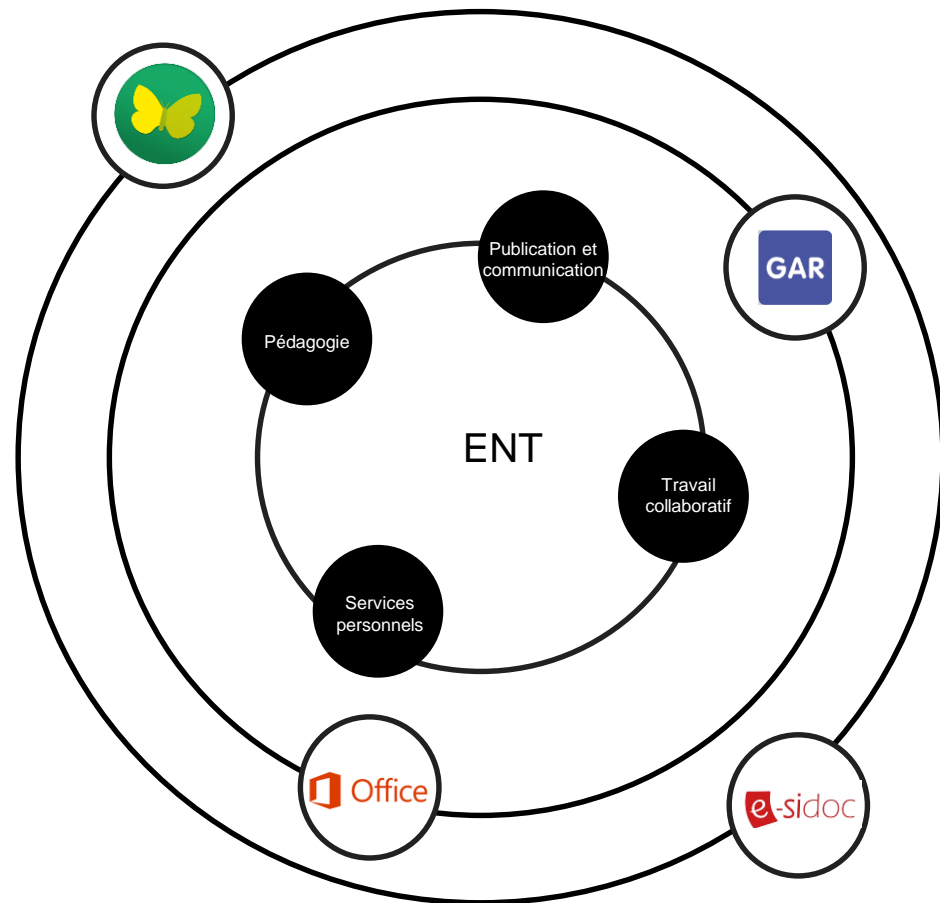 Publication et
communication
GAR
Pédagogie
ENT
Travail
collaboratif
Services
personnels
Office
e-sidoc